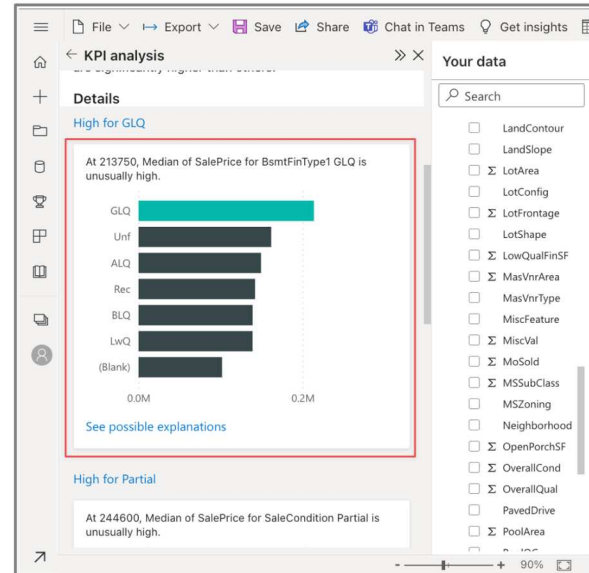 File Export Save Share Chat in Teams Get insights
KPI analysis
Details
High for GLQ
At 213750, Median of SalePrice for BsmtFinType1 GLQ is
unusually high.
GLQ
Unf
ALQ
Rec
BLQ
LwQ
(Blank)
0.0M 0.2M
See possible explanations
High for Partial
At 244600, Median of SalePrice for SaleCondition Partial is
unusually high.
Your data
Search
LandContour
LandSlope
Σ LotArea
LotConfig
Σ LotFrontage
LotShape
Σ LowQualFinSF
Σ MasVnrArea
MasVnrType
MiscFeature
Σ MiscVal
Σ MoSold
Σ MSSubClass
MSZoning
Neighborhood
Σ OpenPorchSF
Σ OverallCond
Σ OverallQual
PavedDrive
Σ PoolArea
- + 90%